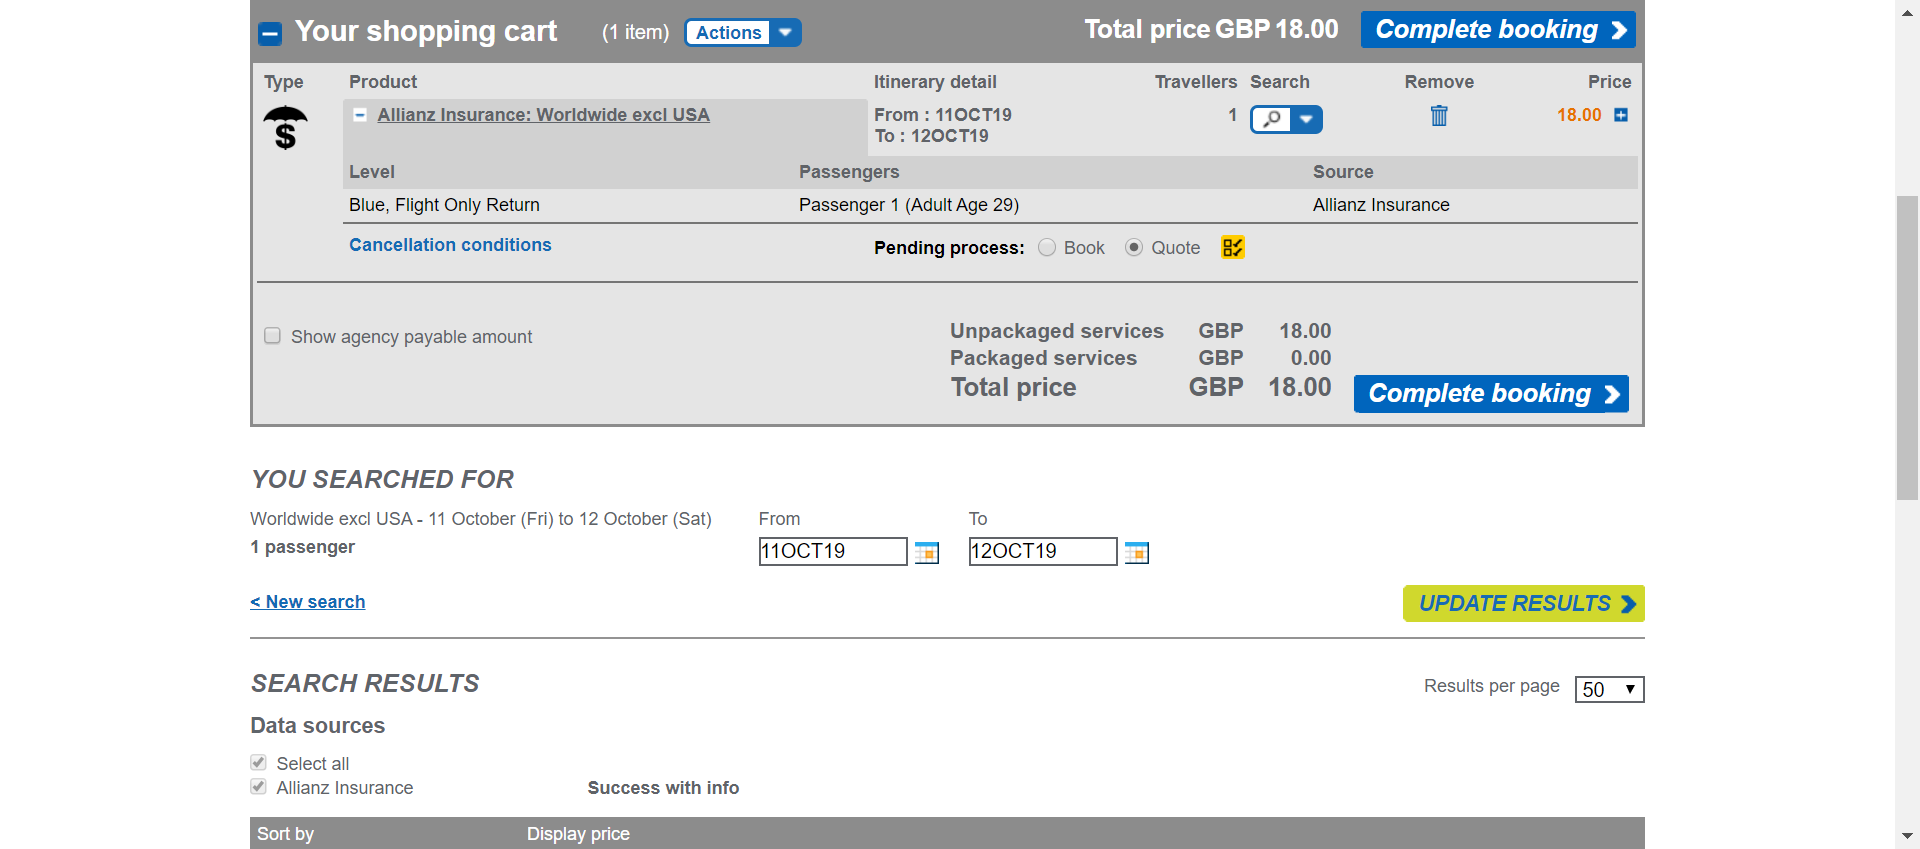 Your shopping cart (1 item) Actions Total price GBP 18.00 Complete booking
Type Product Itinerary detail Travellers Search Remove Price
Allianz Insurance: Worldwide excl USA From : 11OCT19 1 18.00
To : 12OCT19
$
Level Passengers Source
Blue, Flight Only Return Passenger 1 (Adult Age 29) Allianz Insurance
Cancellation conditions Pending process: Book Quote
Show agency payable amount Unpackaged services GBP 18.00
Packaged services GBP 0.00
Total price GBP 18.00 Complete booking
YOU SEARCHED FOR
Worldwide excl USA - 11 October (Fri) to 12 October (Sat) From To
1 passenger 11OCT19 12OCT19
< New search UPDATE RESULTS
SEARCH RESULTS Results per page 50
Data sources
Select all
Allianz Insurance Success with info
Sort by Display price